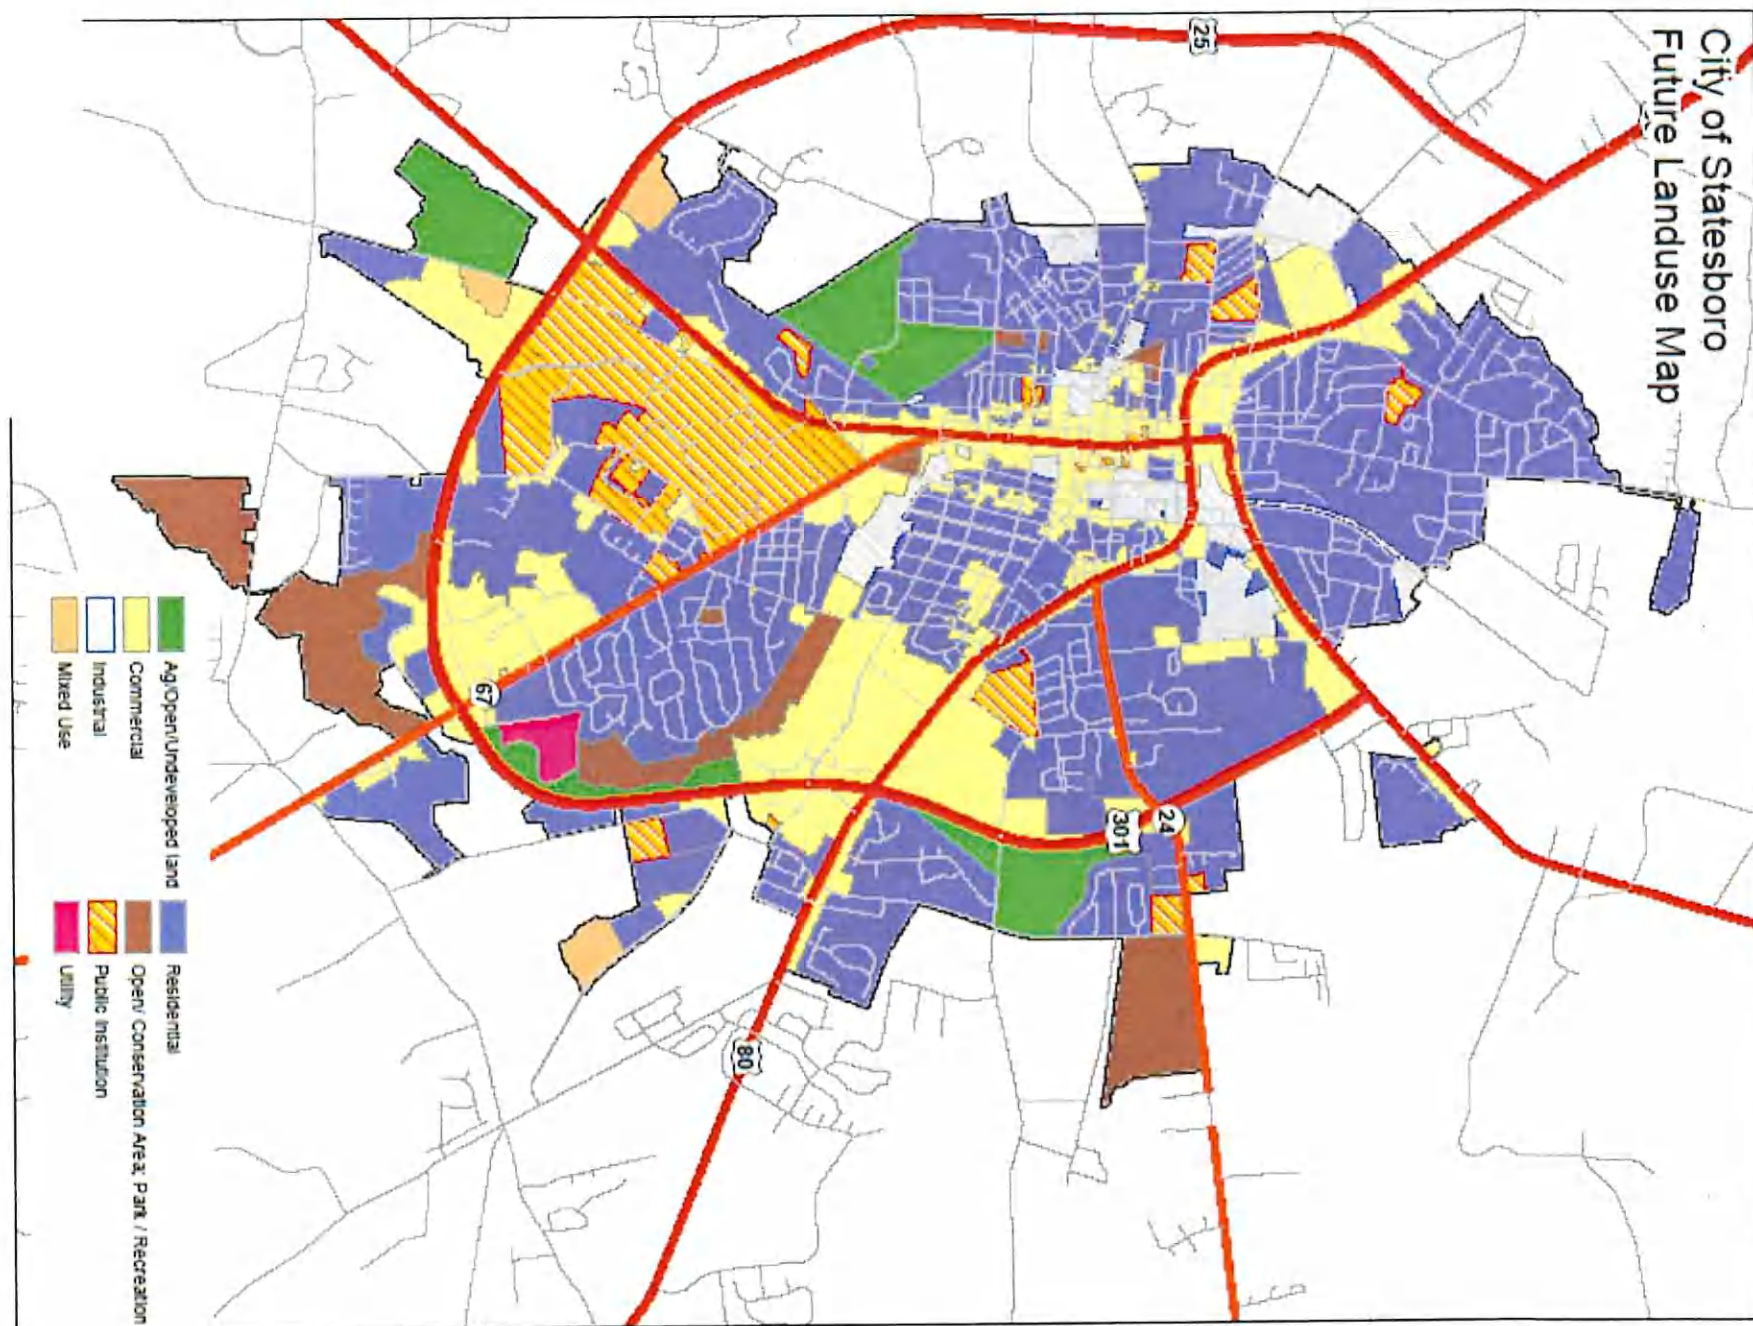 City of Statesboro
Future Landuse Map
25
67
301
24
80
Ag/Open/Undeveloped land
Commercial
Industrial
Mixed Use
Residential
Open/ Conservation Area; Park / Recreation
Public Institution
Utility